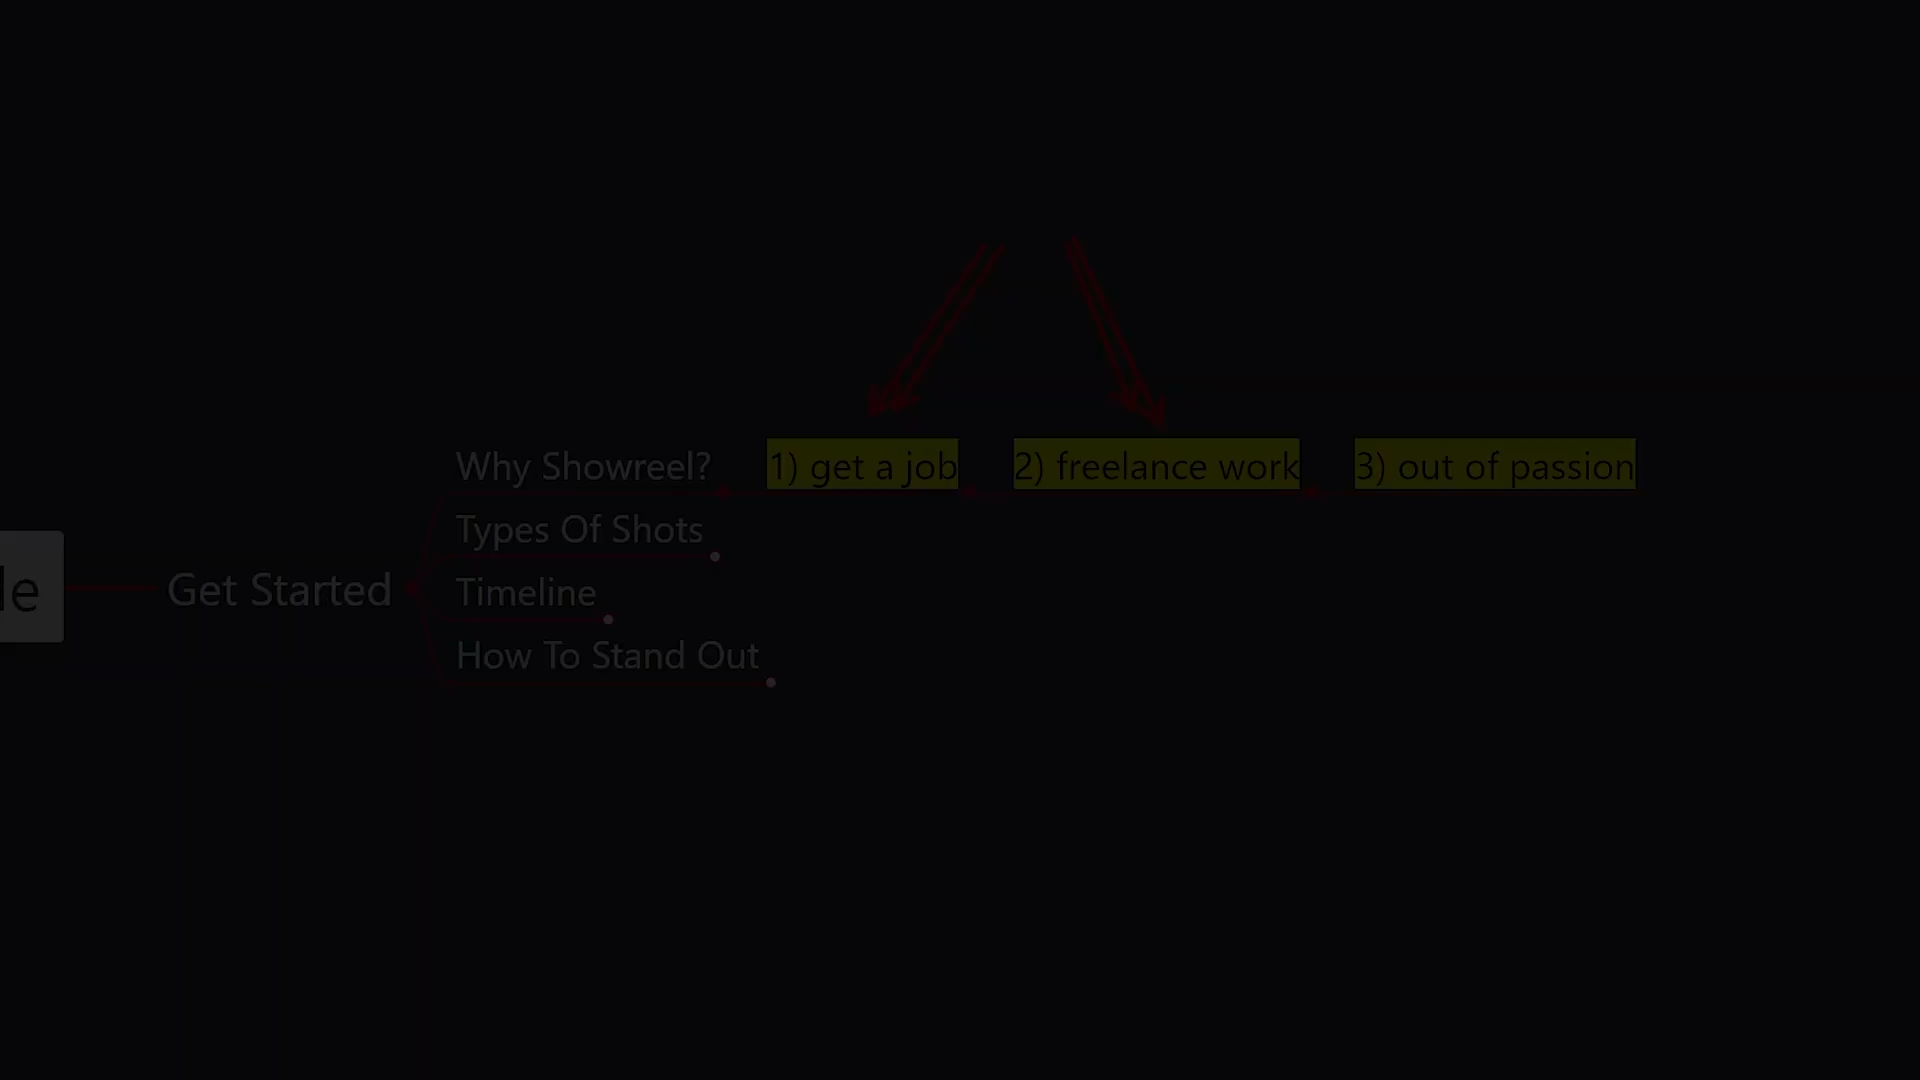 Why Showreel? 1) get a job 2) freelance work 3) out of passion
Types Of Shots
Get Started
Timeline
How To Stand Out